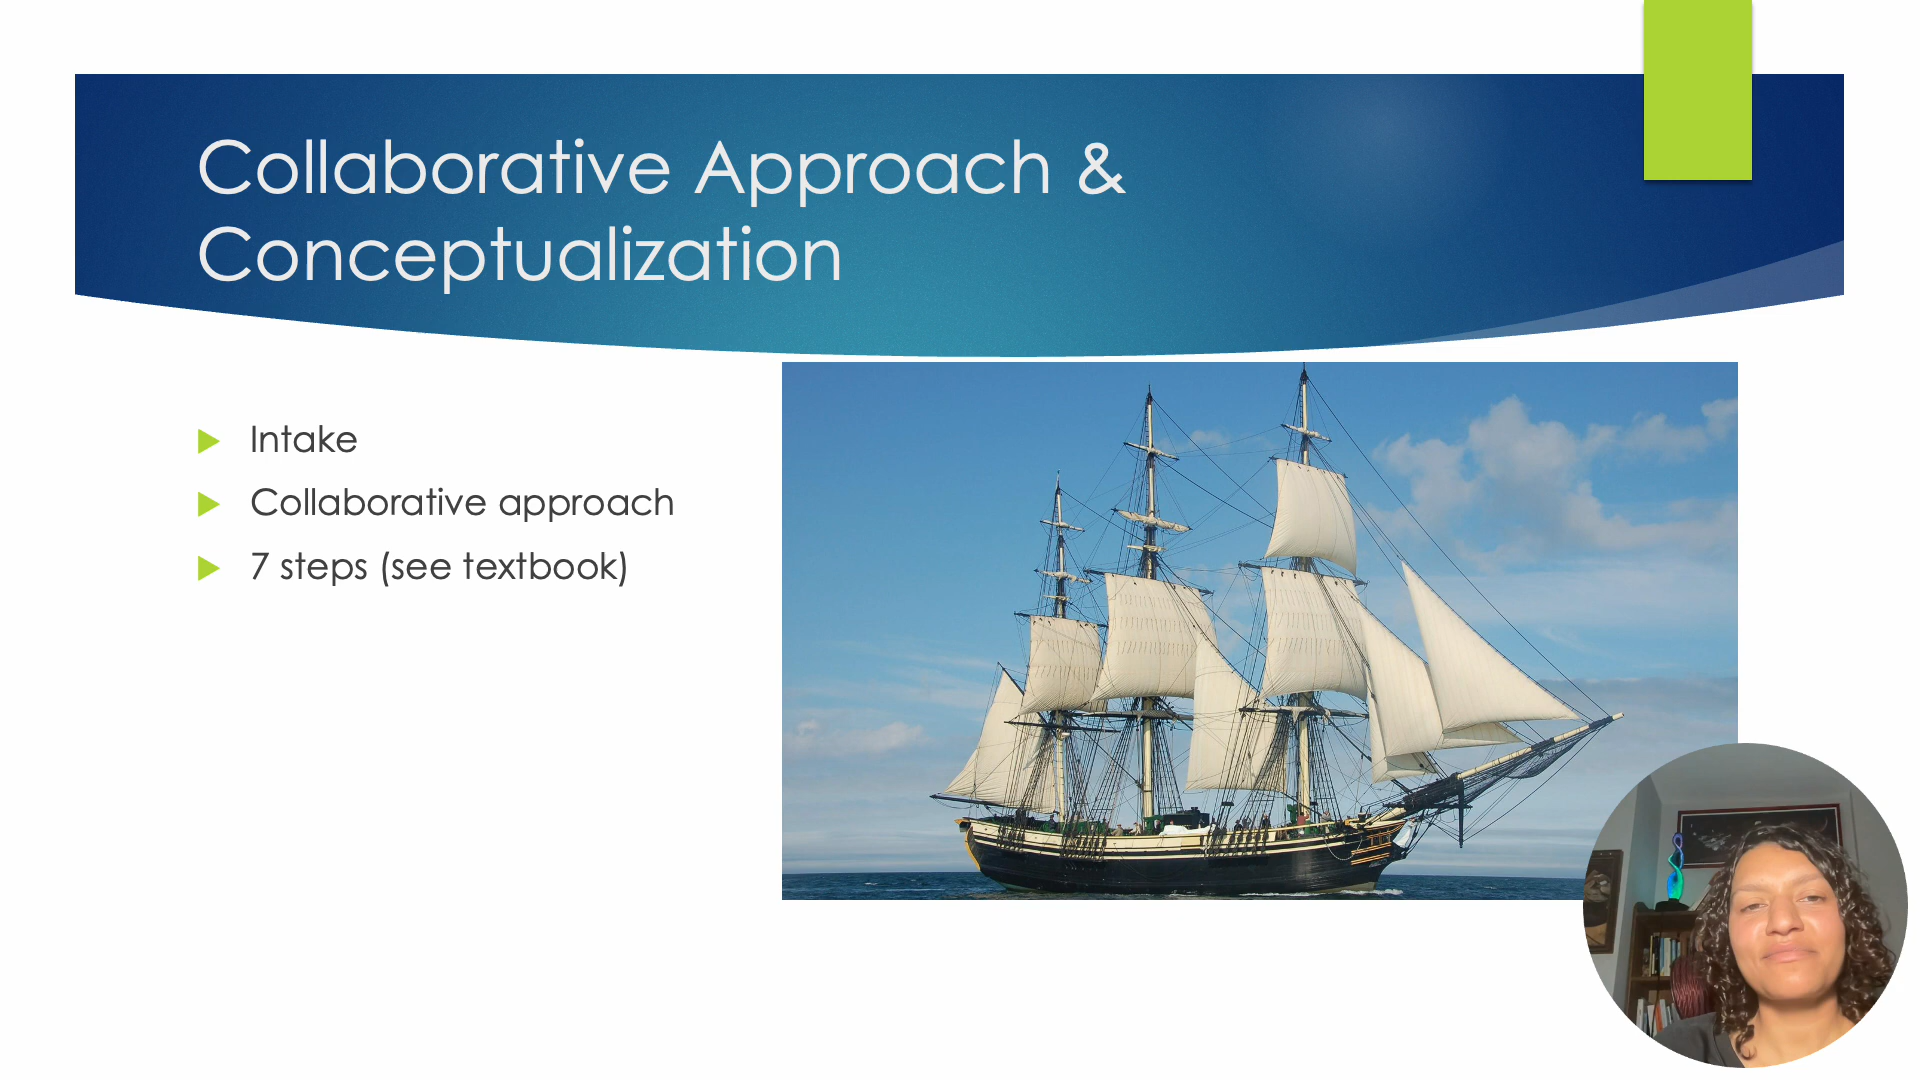 Collaborative Approach &
Conceptualization
Intake
Collaborative approach
7 steps (see textbook)